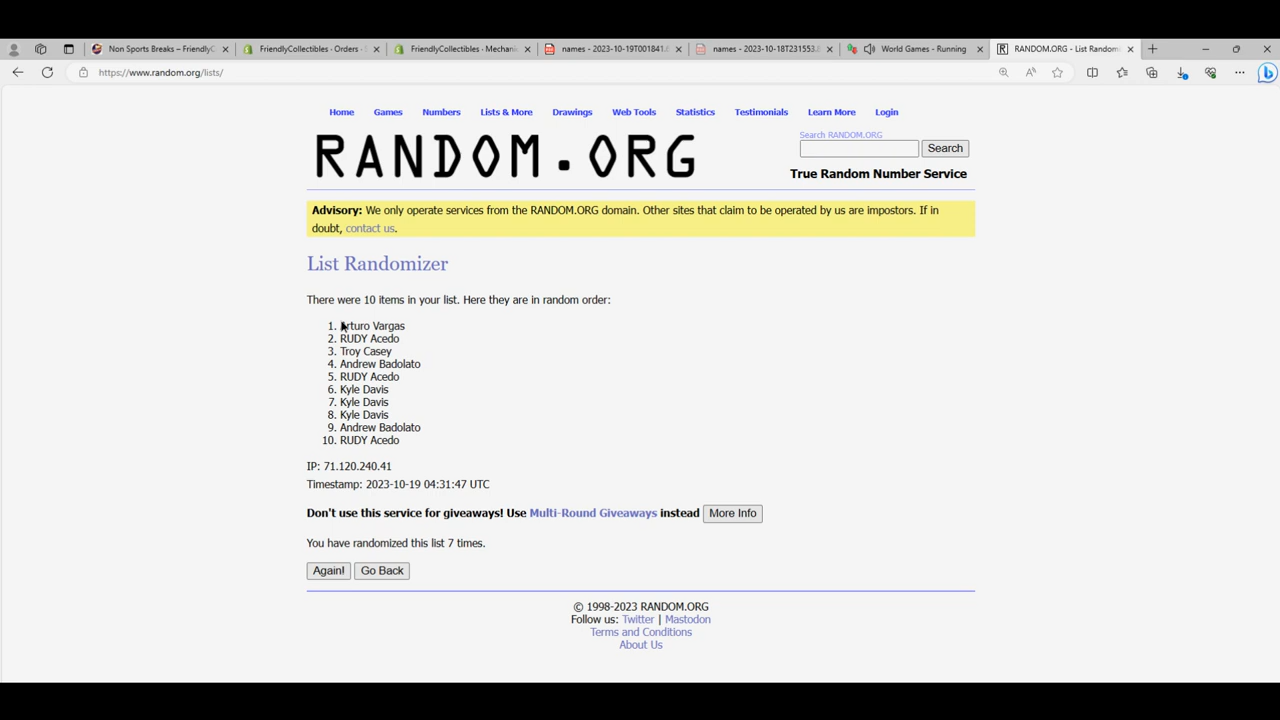 Non Sports Breaks – FriendlyC
FriendlyCollectibles · Orders · S
FriendlyCollectibles · Mechani
names - 2023-10-19T001841.
names - 2023-10-18T231553.
World Games - Running
RANDOM.ORG - List Random
https://www.random.org/lists/
Home Games Numbers Lists & More Drawings Web Tools Statistics Testimonials Learn More Login
RANDOM.ORG
Search RANDOM.ORG
Search
True Random Number Service
Advisory: We only operate services from the RANDOM.ORG domain. Other sites that claim to be operated by us are impostors. If in
doubt, contact us.
List Randomizer
There were 10 items in your list. Here they are in random order:
1. Arturo Vargas
2. RUDY Acedo
3. Troy Casey
4. Andrew Badolato
5. RUDY Acedo
6. Kyle Davis
7. Kyle Davis
8. Kyle Davis
9. Andrew Badolato
10. RUDY Acedo
IP: 71.120.240.41
Timestamp: 2023-10-19 04:31:47 UTC
Don't use this service for giveaways! Use Multi-Round Giveaways instead More Info
You have randomized this list 7 times.
Again! Go Back
© 1998-2023 RANDOM.ORG
Follow us: Twitter | Mastodon
Terms and Conditions
About Us